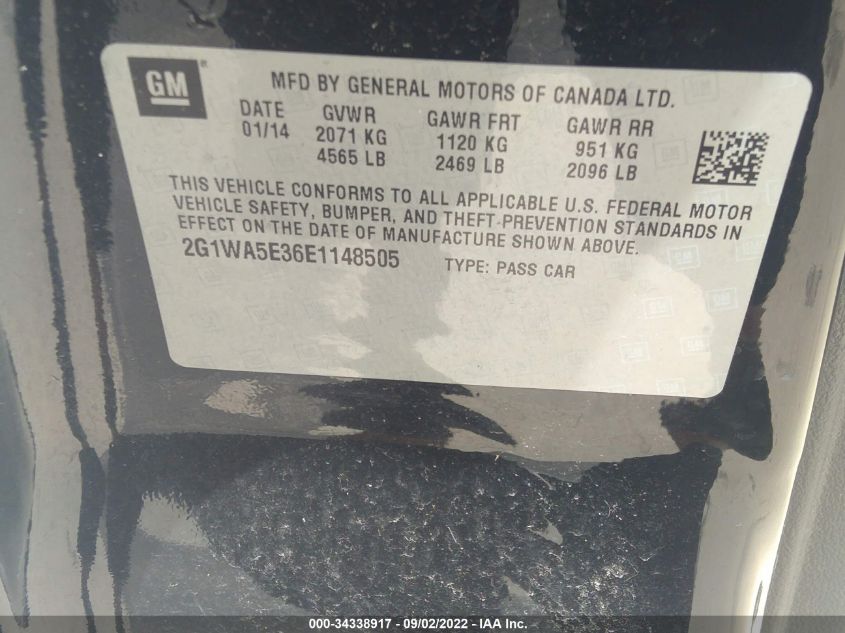 GM
MFD BY GENERAL MOTORS OF CANADA LTD.
DATE GVWR GAWR FRT GAWR RR
01/14 2071 KG 1120 KG 951 KG
4565 LB 2469 LB 2096 LB
THIS VEHICLE CONFORMS TO ALL APPLICABLE U.S. FEDERAL MOTOR
VEHICLE SAFETY, BUMPER, AND THEFT-PREVENTION STANDARDS IN
EFFECT ON THE DATE OF MANUFACTURE SHOWN ABOVE.
2G1WA5E36E1148505 TYPE: PASS CAR
000-34338917 - 09/02/2022 - IAA Inc.